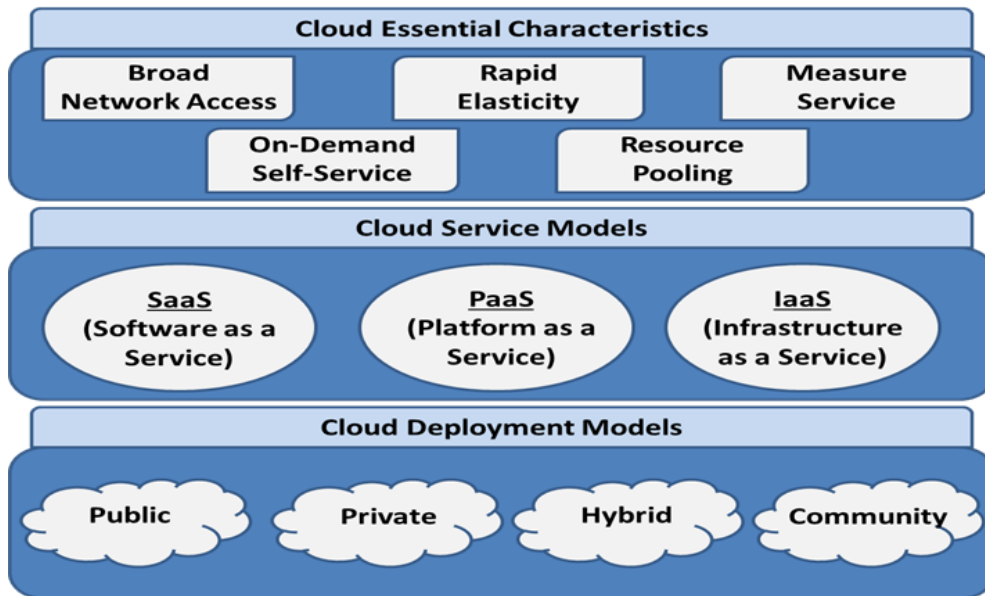 Cloud Essential Characteristics
Broad
Network Access
Rapid
Elasticity
Measure
Service
On-Demand
Self-Service
Resource
Pooling
Cloud Service Models
SaaS
(Software as a
Service)
PaaS
(Platform as a
Service)
IaaS
(Infrastructure
as a Service)
Cloud Deployment Models
Public
Private
Hybrid
Community